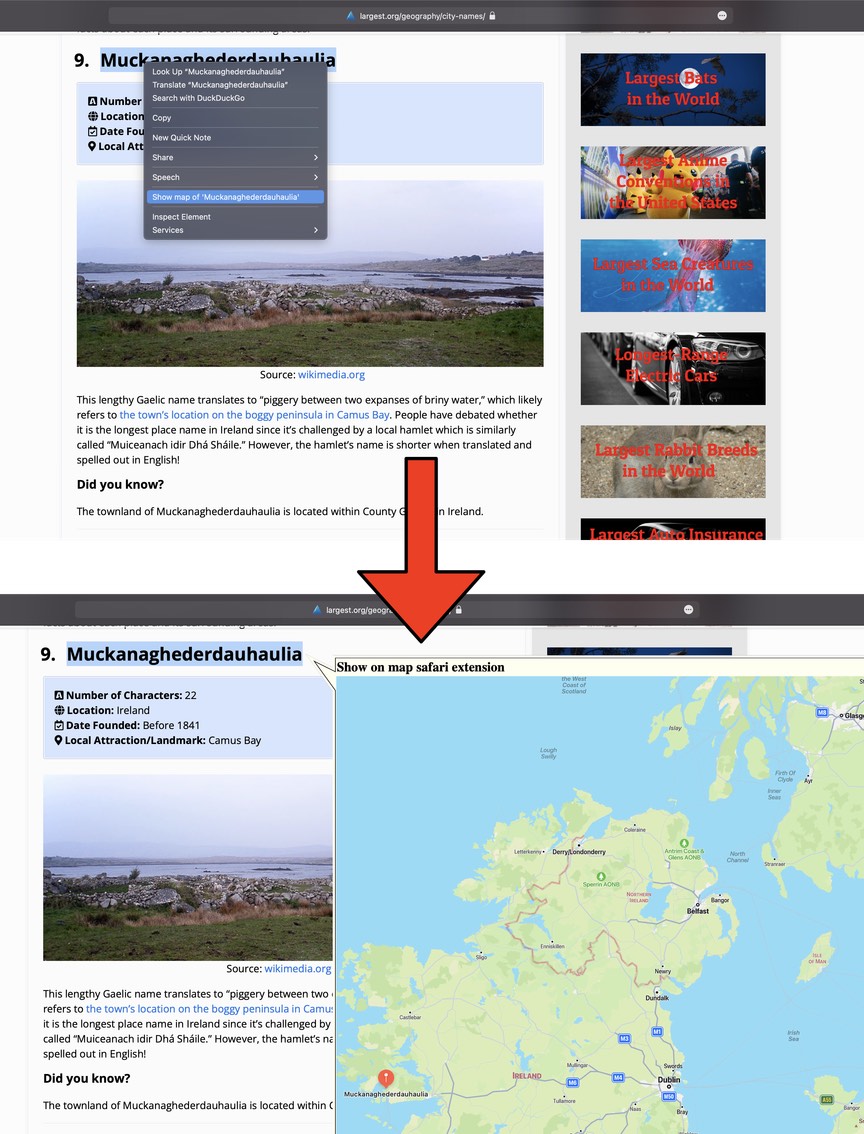 largest.org/geography/city-names/
9. Muckanaghederdauhaulia
Look Up "Muckanaghederdauhaulia"
Translate "Muckanaghederdauhaulia"
Search with DuckDuckGo
Copy
New Quick Note
Share
Speech
Show map of 'Muckanaghederdauhaulia'
Inspect Element
Services
Number
Location
Date Fou
Local Att
Source: wikimedia.org
This lengthy Gaelic name translates to “piggery between two expanses of briny water,” which likely
refers to the town’s location on the boggy peninsula in Camus Bay. People have debated whether
it is the longest place name in Ireland since it’s challenged by a local hamlet which is similarly
called “Muiceanach idir Dhá Sháile.” However, the hamlet’s name is shorter when translated and
spelled out in English!
Did you know?
The townland of Muckanaghederdauhaulia is located within County G n Ireland.
Largest Bats
in the World
Largest Anime
Conventions in
the United States
Largest Sea Creatures
in the World
Longest-Range
Electric Cars
Largest Rabbit Breeds
in the World
Largest Auto Insurance
largest.org/geogr
9. Muckanaghederdauhaulia
Number of Characters: 22
Location: Ireland
Date Founded: Before 1841
Local Attraction/Landmark: Camus Bay
Source: wikimedia.org
This lengthy Gaelic name translates to “piggery between two
refers to the town’s location on the boggy peninsula in Camus
it is the longest place name in Ireland since it’s challenged by
called “Muiceanach idir Dhá Sháile.” However, the hamlet’s na
spelled out in English!
Did you know?
The townland of Muckanaghederdauhaulia is located within C
Show on map safari extension
the West
Coast of
Scotland
M8
Glasg
Islay
Lough
Swilly
Firth Of
Clyde
Ayr
Inner
Seas
Coleraine
Letterkenny
Derry/Londonderry
Antrim Coast &
Glens AONB
North
Channel
Stranraer
Sperrin AONB
NORTHERN
IRELAND
Bangor
Belfast
Enniskillen
Sligo
ISLE
OF MAN
Newry
Dundalk
Castlebar
M1
M3
Irish
Sea
Mullingar
Swords
IRELAND
M6
M4
Dublin
M50
Muckanaghederdauhaulia
Tullamore
Naas
Bray
A55
Bangor